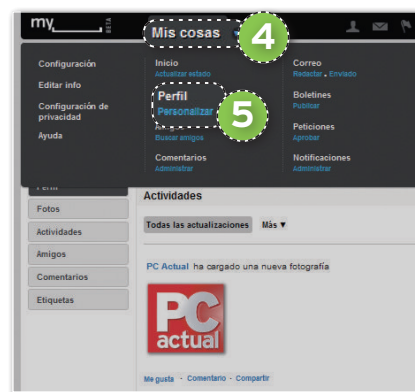 my___ BETA
Mis cosas 4
Configuración
Editar info
Configuración de
privacidad
Ayuda
Inicio
Actualizar estado
Perfil
Personalizar
5
Buscar amigos
Comentarios
Administrar
Correo
Redactar . Enviado
Boletines
Publicar
Peticiones
Aprobar
Notificaciones
Administrar
Perfil
Fotos
Actividades
Amigos
Comentarios
Etiquetas
Actividades
Todas las actualizaciones Más ▼
PC Actual ha cargado una nueva fotografía
PC
actual
Me gusta - Comentario - Compartir